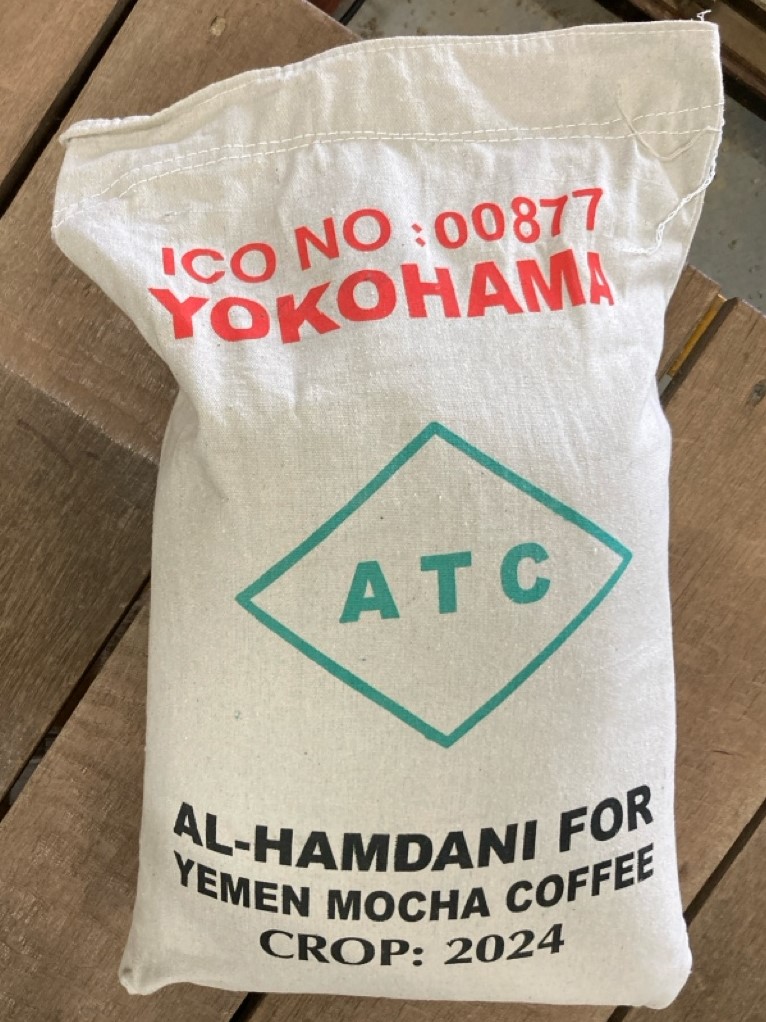 ICO NO :00877
YOKOHAMA
ATC
AL-HAMDANI FOR
YEMEN MOCHA COFFEE
CROP: 2024